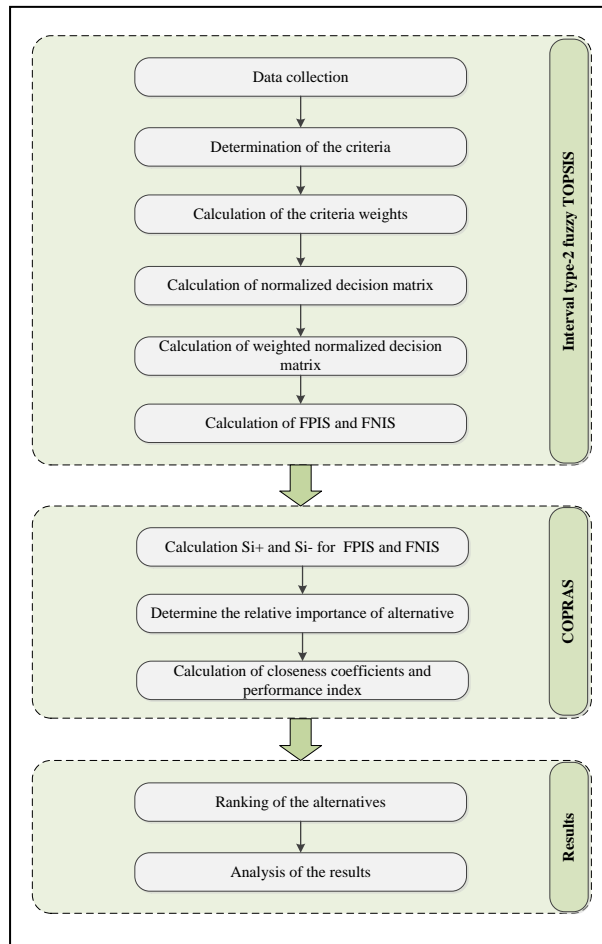 Data collection
Determination of the criteria
Calculation of the criteria weights
Calculation of normalized decision matrix
Calculation of weighted normalized decision
matrix
Calculation of FPIS and FNIS
Interval type-2 fuzzy TOPSIS
Calculation Si+ and Si- for FPIS and FNIS
Determine the relative importance of alternative
Calculation of closeness coefficients and
performance index
COPRAS
Ranking of the alternatives
Analysis of the results
Results